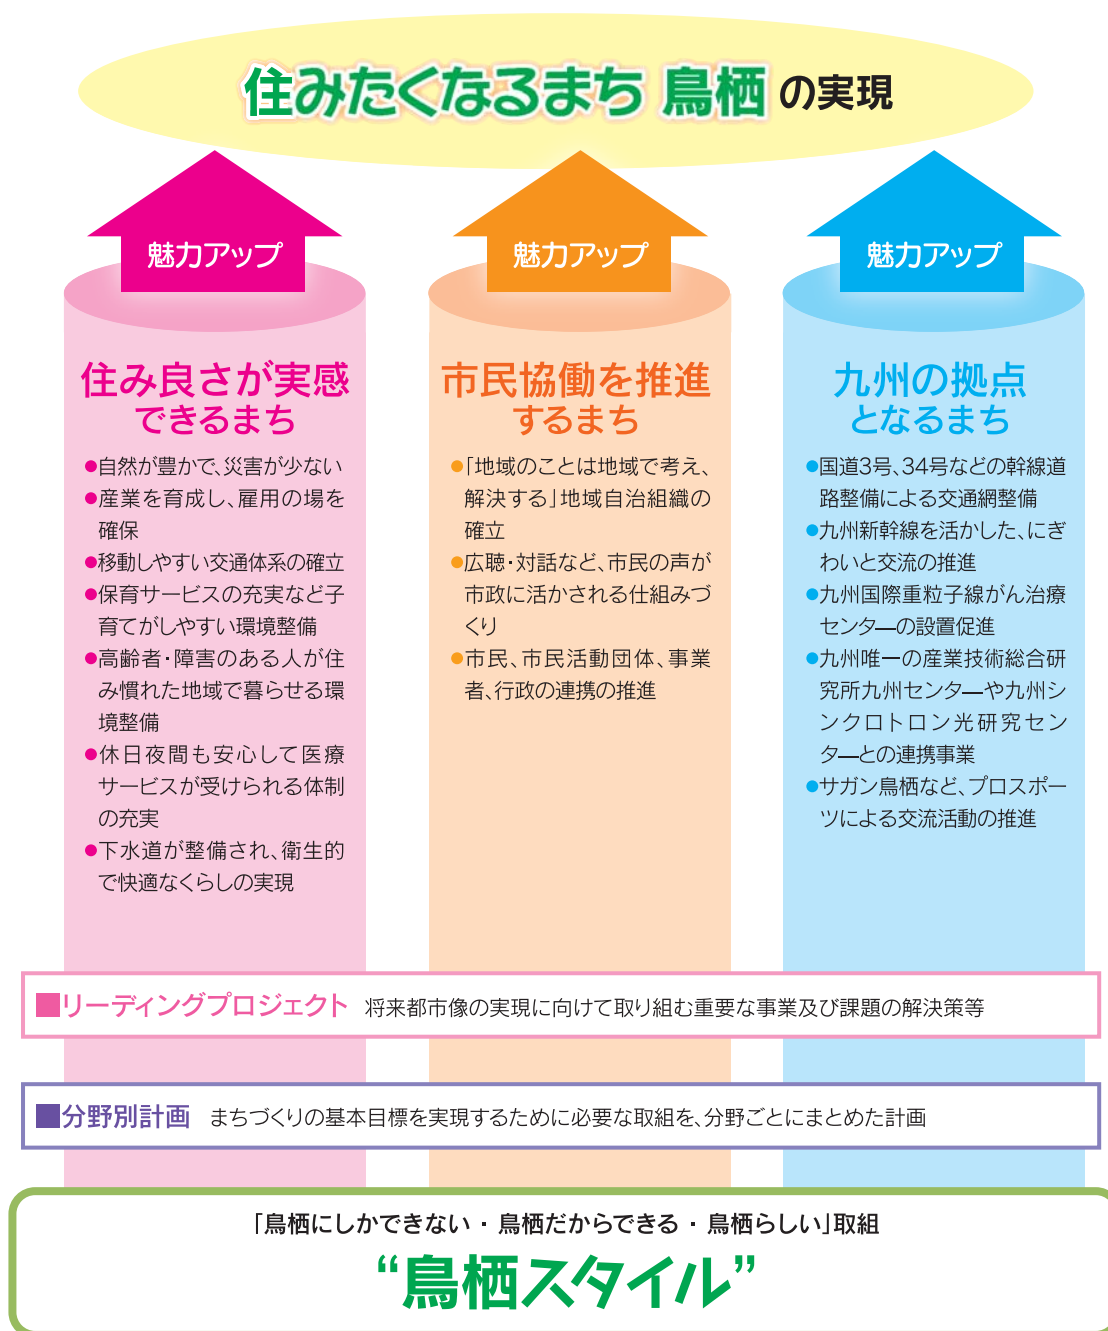 住みたくなるまち 鳥栖 の実現
魅力アップ
魅力アップ
魅力アップ
住み良さが実感
できるまち
●自然が豊かで、災害が少ない
●産業を育成し、雇用の場を
確保
●移動しやすい交通体系の確立
●保育サービスの充実など子
育てがしやすい環境整備
●高齢者・障害のある人が住
み慣れた地域で暮らせる環
境整備
●休日夜間も安心して医療
サービスが受けられる体制
の充実
●下水道が整備され、衛生的
で快適なくらしの実現
市民協働を推進
するまち
●「地域のことは地域で考え、
解決する」地域自治組織の
確立
●広聴・対話など、市民の声が
市政に活かされる仕組みづ
くり
●市民、市民活動団体、事業
者、行政の連携の推進
九州の拠点
となるまち
●国道3号、34号などの幹線道
路整備による交通網整備
●九州新幹線を活かした、にぎ
わいと交流の推進
●九州国際重粒子線がん治療
センターの設置促進
●九州唯一の産業技術総合研
究所九州センターや九州シ
ンクロトロン光研究セン
ターとの連携事業
●サガン鳥栖など、プロスポー
ツによる交流活動の推進
■リーディングプロジェクト 将来都市像の実現に向けて取り組む重要な事業及び課題の解決策等
■分野別計画 まちづくりの基本目標を実現するために必要な取組を、分野ごとにまとめた計画
「鳥栖にしかできない・鳥栖だからできる・鳥栖らしい」取組
“鳥栖スタイル”